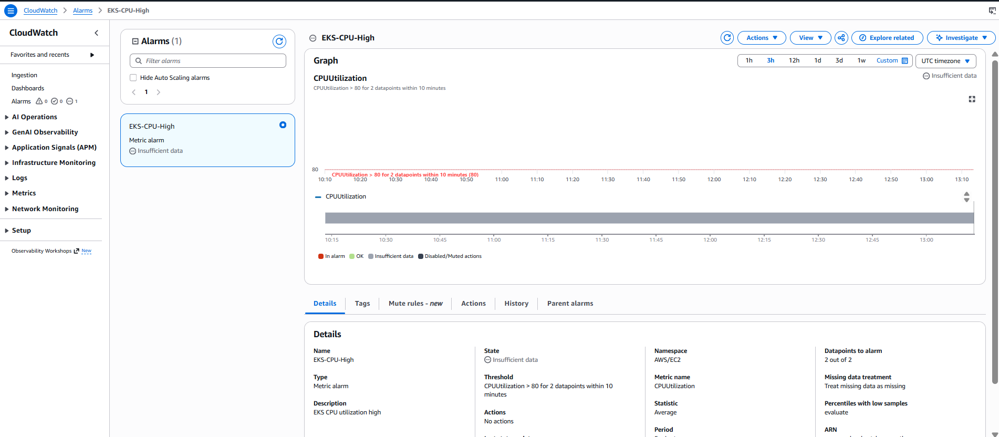 CloudWatch > Alarms > EKS-CPU-High
CloudWatch
Favorites and recents
Ingestion
Dashboards
Alarms 0 0 1
AI Operations
GenAI Observability
Application Signals (APM)
Infrastructure Monitoring
Logs
Metrics
Network Monitoring
Setup
Observability Workshops New
Alarms (1)
Filter alarms
Hide Auto Scaling alarms
1
EKS-CPU-High
Metric alarm
Insufficient data
EKS-CPU-High
Actions View Explore related Investigate
Graph
1h 3h 12h 1d 3d 1w Custom UTC timezone
CPUUtilization
Insufficient data
CPUUtilization > 80 for 2 datapoints within 10 minutes
80
CPUUtilization > 80 for 2 datapoints within 10 minutes (80)
10:10 10:20 10:30 10:40 10:50 11:00 11:10 11:20 11:30 11:40 11:50 12:00 12:10 12:20 12:30 12:40 12:50 13:00 13:10
CPUUtilization
10:15 10:30 10:45 11:00 11:15 11:30 11:45 12:00 12:15 12:30 12:45 13:00
In alarm OK Insufficient data Disabled/Muted actions
Details Tags Mute rules - new Actions History Parent alarms
Details
Name
EKS-CPU-High
Type
Metric alarm
Description
EKS CPU utilization high
State
Insufficient data
Threshold
CPUUtilization > 80 for 2 datapoints within 10
minutes
Actions
No actions
Namespace
AWS/EC2
Metric name
CPUUtilization
Statistic
Average
Period
Datapoints to alarm
2 out of 2
Missing data treatment
Treat missing data as missing
Percentiles with low samples
evaluate
ARN